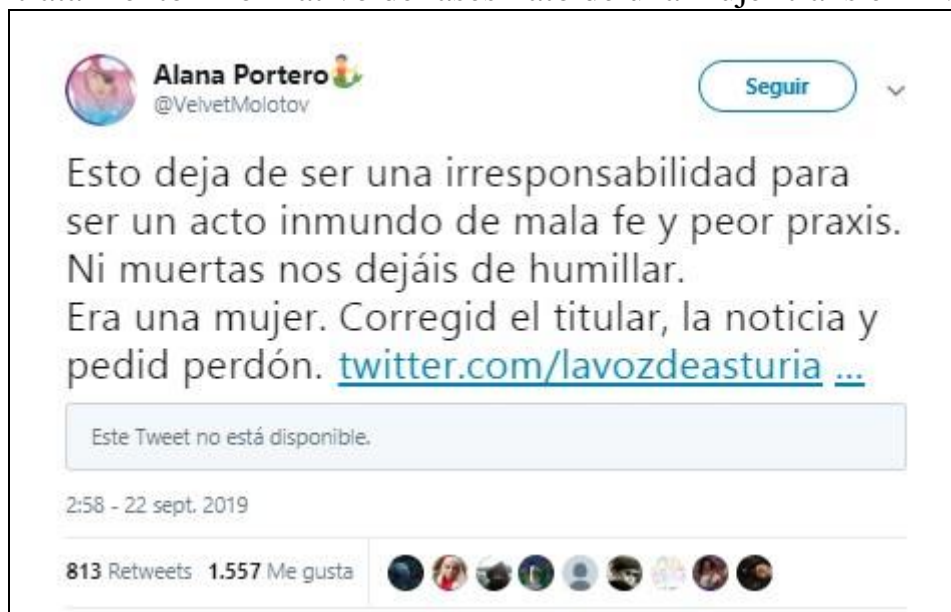 Alana Portero
@VelvetMolotov
Seguir
Esto deja de ser una irresponsabilidad para
ser un acto inmundo de mala fe y peor praxis.
Ni muertas nos dejáis de humillar.
Era una mujer. Corregid el titular, la noticia y
pedid perdón. twitter.com/lavozdeasturia ...
Este Tweet no está disponible.
2:58 - 22 sept. 2019
813 Retweets 1.557 Me gusta